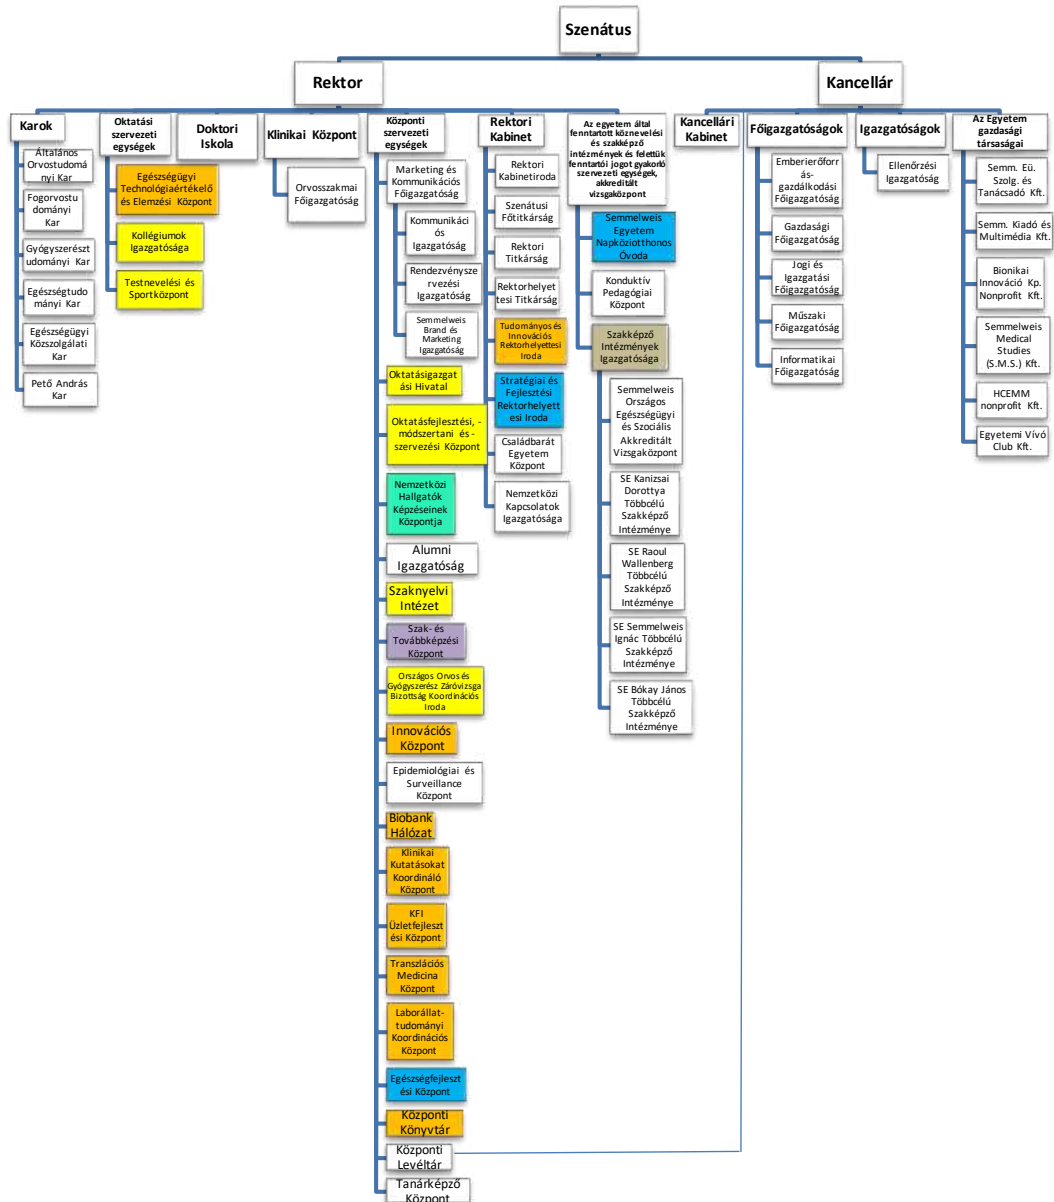 Szenátus
Rektor
Kancellár
Karok
Általános
Orvostudomá
nyi Kar
Fogorvostu
dományi
Kar
Gyógyszerészt
udományi Kar
Egészségtudo
mányi Kar
Egészségügyi
Közszolgálati
Kar
Pető András
Kar
Oktatási
szervezeti
egységek
Egészségügyi
Technológiaértékelő
és Elemzési Központ
Kollégiumok
Igazgatósága
Testnevelési és
Sportközpont
Doktori
Iskola
Klinikai Központ
Orvosszakmai
Főigazgatóság
Központi
szervezeti
egységek
Marketing és
Kommunikációs
Főigazgatóság
Kommunikáci
ós Igazgatóság
Rendezvénysze
rvezési
Igazgatóság
Semmelweis
Brand és
Marketing
Igazgatóság
Oktatásigazgat
ási Hivatal
Oktatásfejlesztési, -
módszertani és -
szervezési Központ
Nemzetközi
Hallgatók
Képzéseinek
Központja
Alumni
Igazgatóság
Szaknyelvi
Intézet
Szak- és
Továbbképzési
Központ
Országos Orvos és
Gyógyszerész Záróvizsga
Bizottság Koordinációs
Iroda
Innovációs
Központ
Epidemiológiai és
Surveillance
Központ
Biobank
Hálózat
Klinikai
Kutatásokat
Koordináló
Központ
KFI
Üzletfejleszt
ési Központ
Transzlációs
Medicina
Központ
Laborállat-
tudományi
Koordinációs
Központ
Egészségfejleszt
ési Központ
Központi
Könyvtár
Központi
Levéltár
Tanárképző
Központ
Rektori
Kabinet
Rektori
Kabinetiroda
Szenátusi
Főtitkárság
Rektori
Titkárság
Rektorhelyet
tesi Titkárság
Tudományos és
Innovációs
Rektorhelyettesi
Iroda
Stratégiai és
Fejlesztési
Rektorhelyett
esi Iroda
Családbarát
Egyetem
Központ
Nemzetközi
Kapcsolatok
Igazgatósága
Az egyetem által
fenntartott köznevelési
és szakképző
intézmények és felettük
fenntartói jogot gyakorló
szervezeti egységek,
akkreditált
vizsgaközpont
Semmelweis
Egyetem
Napköziotthonos
Óvoda
Konduktív
Pedagógiai
Központ
Szakképző
Intézmények
Igazgatósága
Semmelweis
Országos
Egészségügyi
és Szociális
Akkreditált
Vizsgaközpont
SE Kanizsai
Dorottya
Többcélú
Szakképző
Intézménye
SE Raoul
Wallenberg
Többcélú
Szakképző
Intézménye
SE Semmelweis
Ignác Többcélú
Szakképző
Intézménye
SE Bókay János
Többcélú
Szakképző
Intézménye
Kancellári
Kabinet
Főigazgatóságok
Emberierőforr
ás-
gazdálkodási
Főigazgatóság
Gazdasági
Főigazgatóság
Jogi és
Igazgatási
Főigazgatóság
Műszaki
Főigazgatóság
Informatikai
Főigazgatóság
Igazgatóságok
Ellenőrzési
Igazgatóság
Az Egyetem
gazdasági
társaságai
Semm. Eü.
Szolg. és
Tanácsadó Kft.
Semm. Kiadó és
Multimédia Kft.
Bionikai
Innováció Kp.
Nonprofit Kft.
Semmelweis
Medical
Studies
(S.M.S.) Kft.
HCEMM
nonprofit Kft.
Egyetemi Vívó
Club Kft.